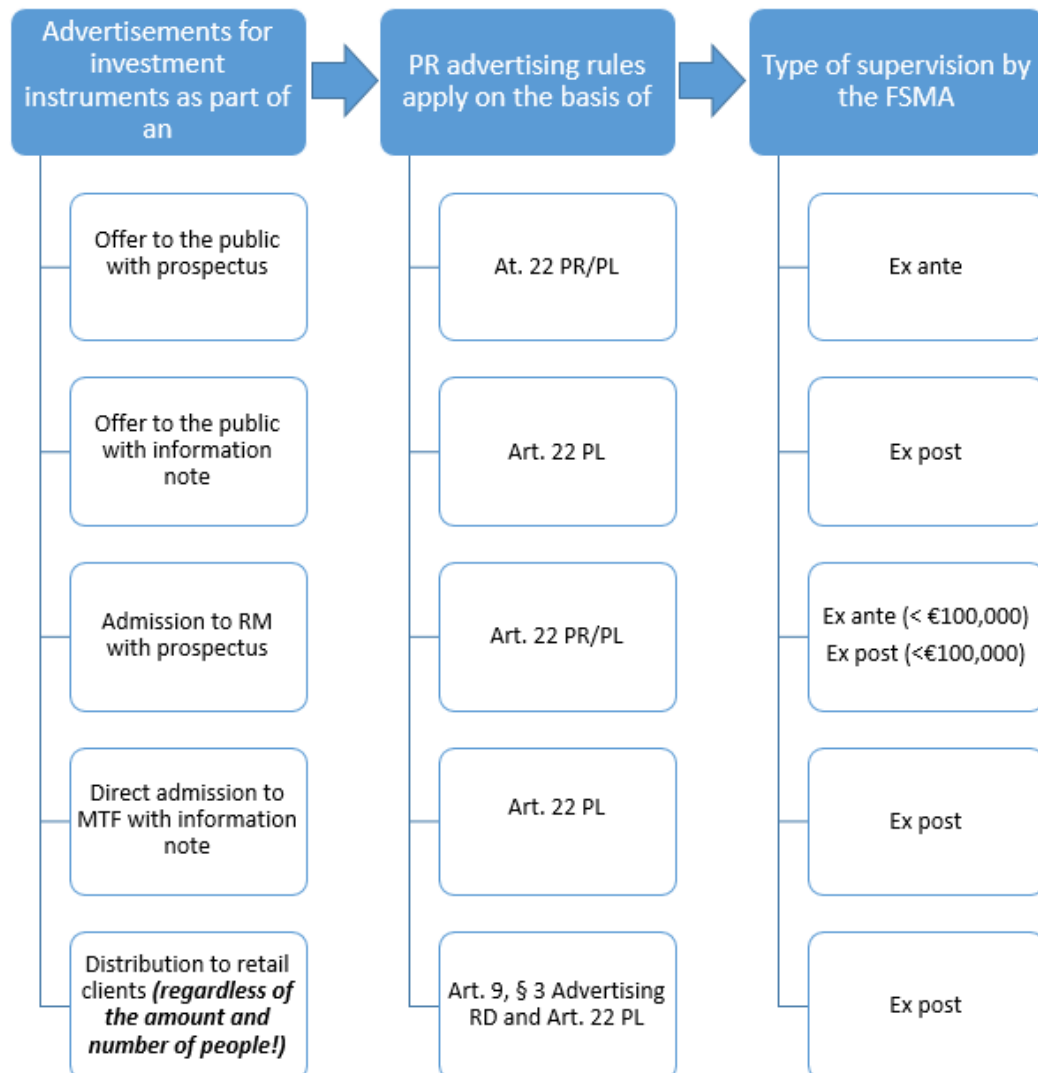 Advertisements for
investment
instruments as part of
an
PR advertising rules
apply on the basis of
Type of supervision by
the FSMA
Offer to the public
with prospectus
At. 22 PR/PL
Ex ante
Offer to the public
with information
note
Art. 22 PL
Ex post
Admission to RM
with prospectus
Art. 22 PR/PL
Ex ante (< €100,000)
Ex post (<€100,000)
Direct admission to
MTF with information
note
Art. 22 PL
Ex post
Distribution to retail
clients (regardless of
the amount and
number of people!)
Art. 9, § 3 Advertising
RD and Art. 22 PL
Ex post